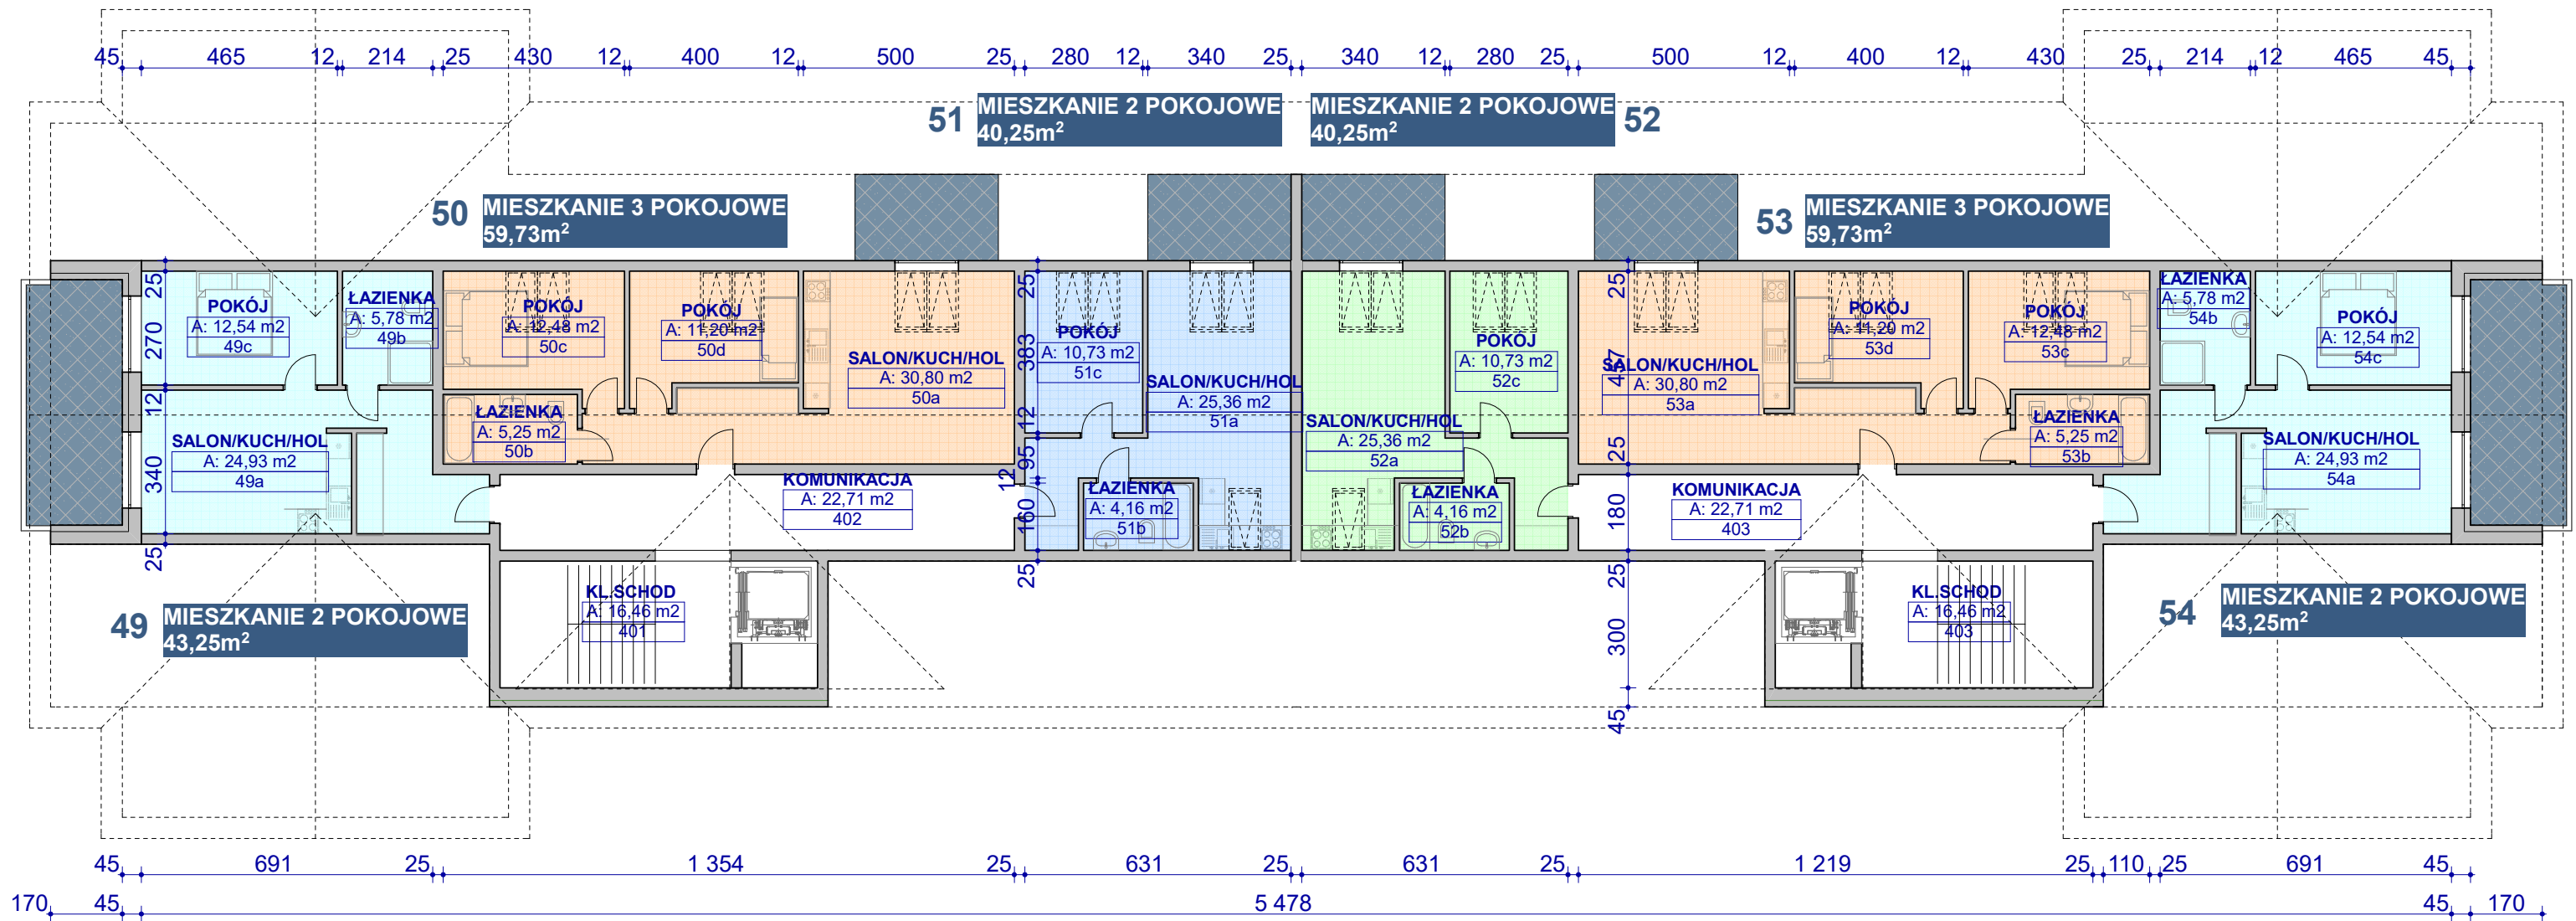 45 465 12 214 25 430 12 400 12 500 25 280 12 340 25 340 12 280 25 500 12 400 12 430 25 214 12 465 45
51 MIESZKANIE 2 POKOJOWE
40,25m²
MIESZKANIE 2 POKOJOWE 52
40,25m²
50 MIESZKANIE 3 POKOJOWE
59,73m²
53 MIESZKANIE 3 POKOJOWE
59,73m²
25
270
12
340
25
POKÓJ
A: 12,54 m2
49c
ŁAZIENKA
A: 5,78 m2
49b
SALON/KUCH/HOL
A: 24,93 m2
49a
POKÓJ
A: 12,48 m2
50c
POKÓJ
A: 11,20 m2
50d
SALON/KUCH/HOL
A: 30,80 m2
50a
ŁAZIENKA
A: 5,25 m2
50b
KOMUNIKACJA
A: 22,71 m2
402
25
383
12
95
12
160
25
POKÓJ
A: 10,73 m2
51c
SALON/KUCH/HOL
A: 25,36 m2
51a
ŁAZIENKA
A: 4,16 m2
51b
POKÓJ
A: 10,73 m2
52c
SALON/KUCH/HOL
A: 25,36 m2
52a
ŁAZIENKA
A: 4,16 m2
52b
25
457
25
180
25
300
45
SALON/KUCH/HOL
A: 30,80 m2
53a
POKÓJ
A: 11,20 m2
53d
POKÓJ
A: 12,48 m2
53c
ŁAZIENKA
A: 5,25 m2
53b
KOMUNIKACJA
A: 22,71 m2
403
ŁAZIENKA
A: 5,78 m2
54b
POKÓJ
A: 12,54 m2
54c
SALON/KUCH/HOL
A: 24,93 m2
54a
KL.SCHOD
A: 16,46 m2
401
KL.SCHOD
A: 16,46 m2
403
49 MIESZKANIE 2 POKOJOWE
43,25m²
54 MIESZKANIE 2 POKOJOWE
43,25m²
45 691 25 1 354 25 631 25 631 25 1 219 25 110 25 691 45
170 45 5 478 45 170